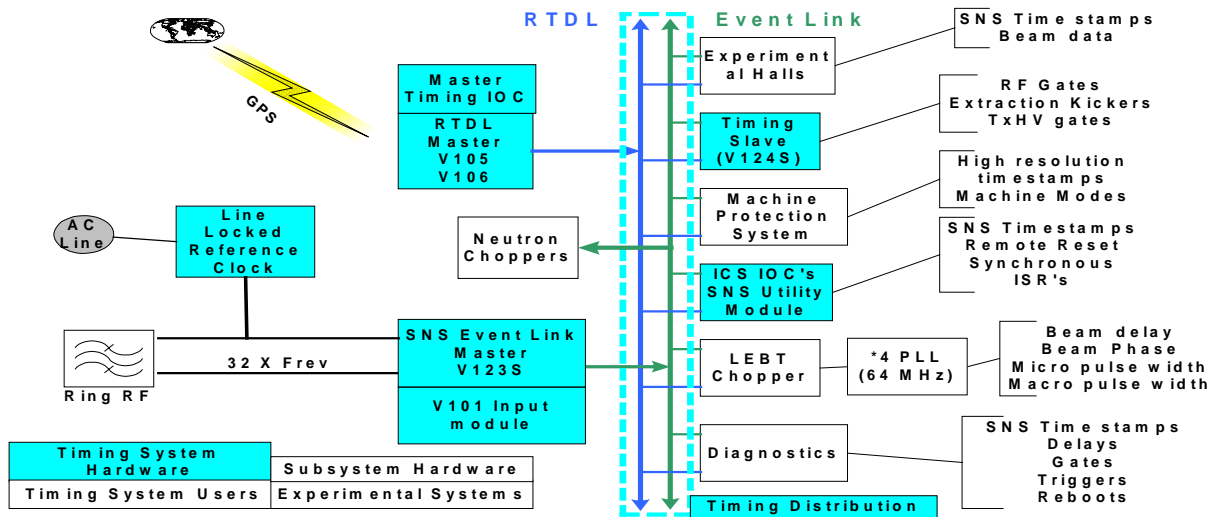 RTDL
Event Link
GPS
Master
Timing IOC
RTDL
Master
V105
V106
AC
Line
Line
Locked
Reference
Clock
Neutron
Choppers
Ring RF
32 X Frev
SNS Event Link
Master
V123S
V101 Input
module
Experiment
al Halls
SNS Time stamps
Beam data
Timing
Slave
(V124S)
RF Gates
Extraction Kickers
TxHV gates
Machine
Protection
System
High resolution
timestamps
Machine Modes
ICS IOC's
SNS Utility
Module
SNS Timestamps
Remote Reset
Synchronous
ISR's
LEBT
Chopper
*4 PLL
(64 MHz)
Beam delay
Beam Phase
Micro pulse width
Macro pulse width
Diagnostics
SNS Time stamps
Delays
Gates
Triggers
Reboots
Timing System
Hardware
Subsystem Hardware
Timing System Users
Experimental Systems
Timing Distribution